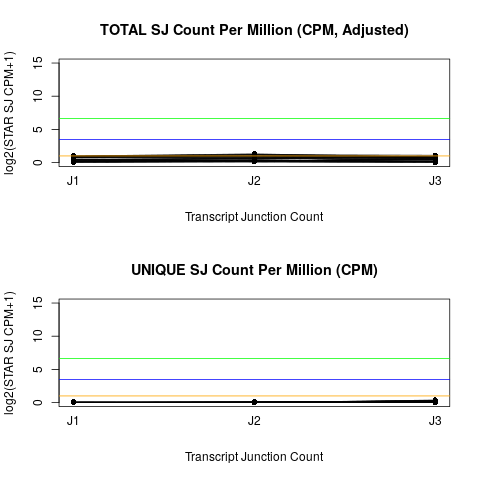 TOTAL SJ Count Per Million (CPM, Adjusted)
log2(STAR SJ CPM+1)
15
10
5
0
J1 J2 J3
Transcript Junction Count
UNIQUE SJ Count Per Million (CPM)
log2(STAR SJ CPM+1)
15
10
5
0
J1 J2 J3
Transcript Junction Count